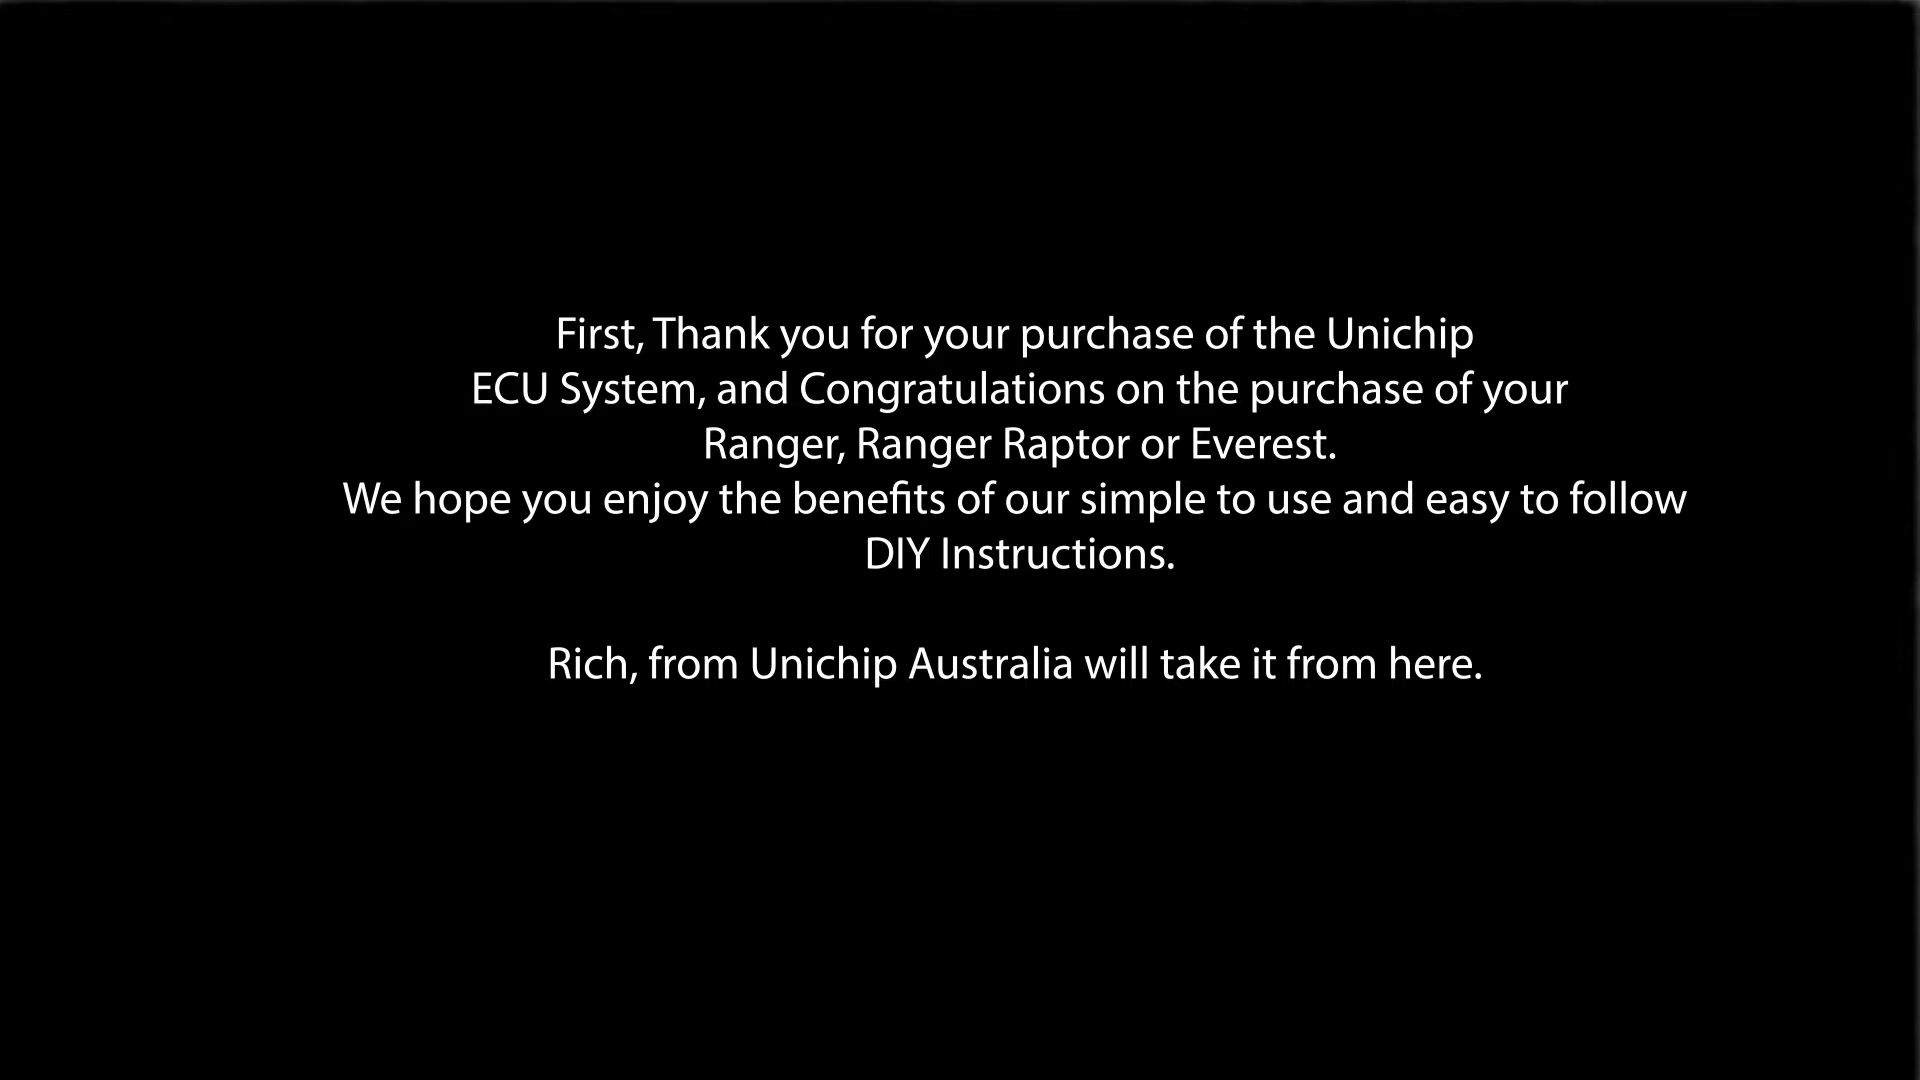 First, Thank you for your purchase of the Unichip
ECU System, and Congratulations on the purchase of your
Ranger, Ranger Raptor or Everest.
We hope you enjoy the benefits of our simple to use and easy to follow
DIY Instructions.
Rich, from Unichip Australia will take it from here.